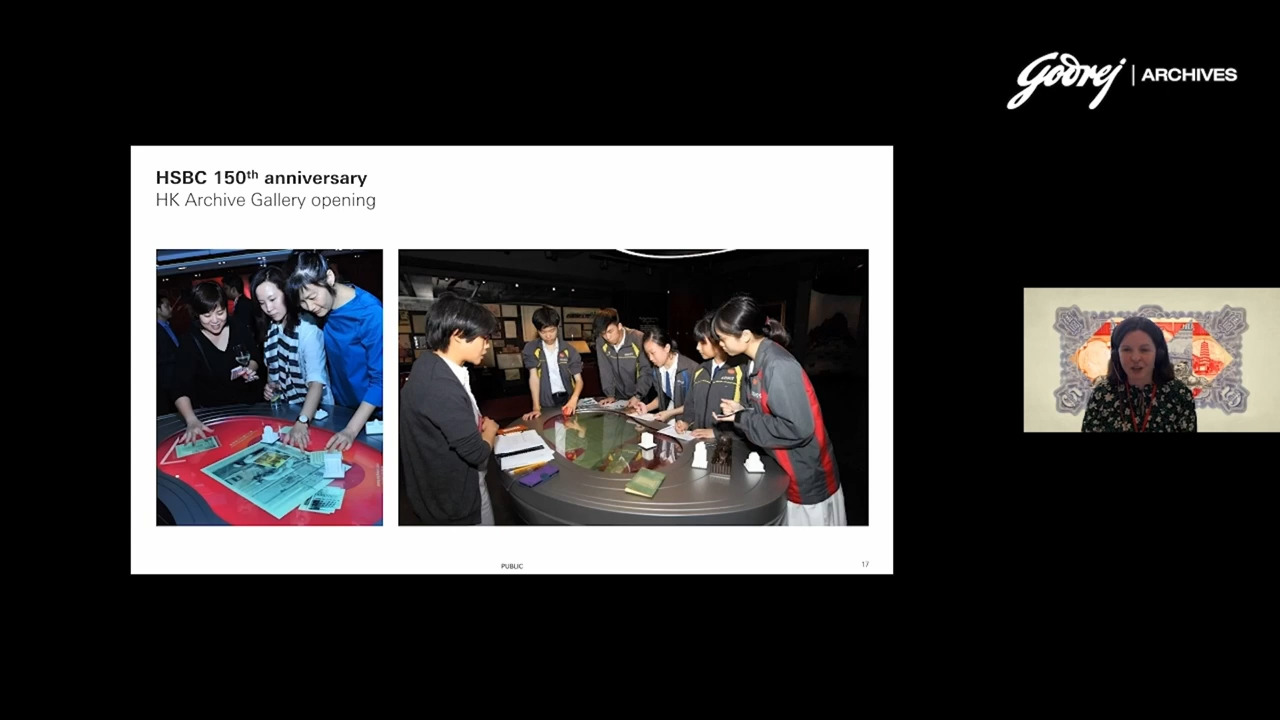 Godrej | ARCHIVES
HSBC 150th anniversary
HK Archive Gallery opening
PUBLIC
17